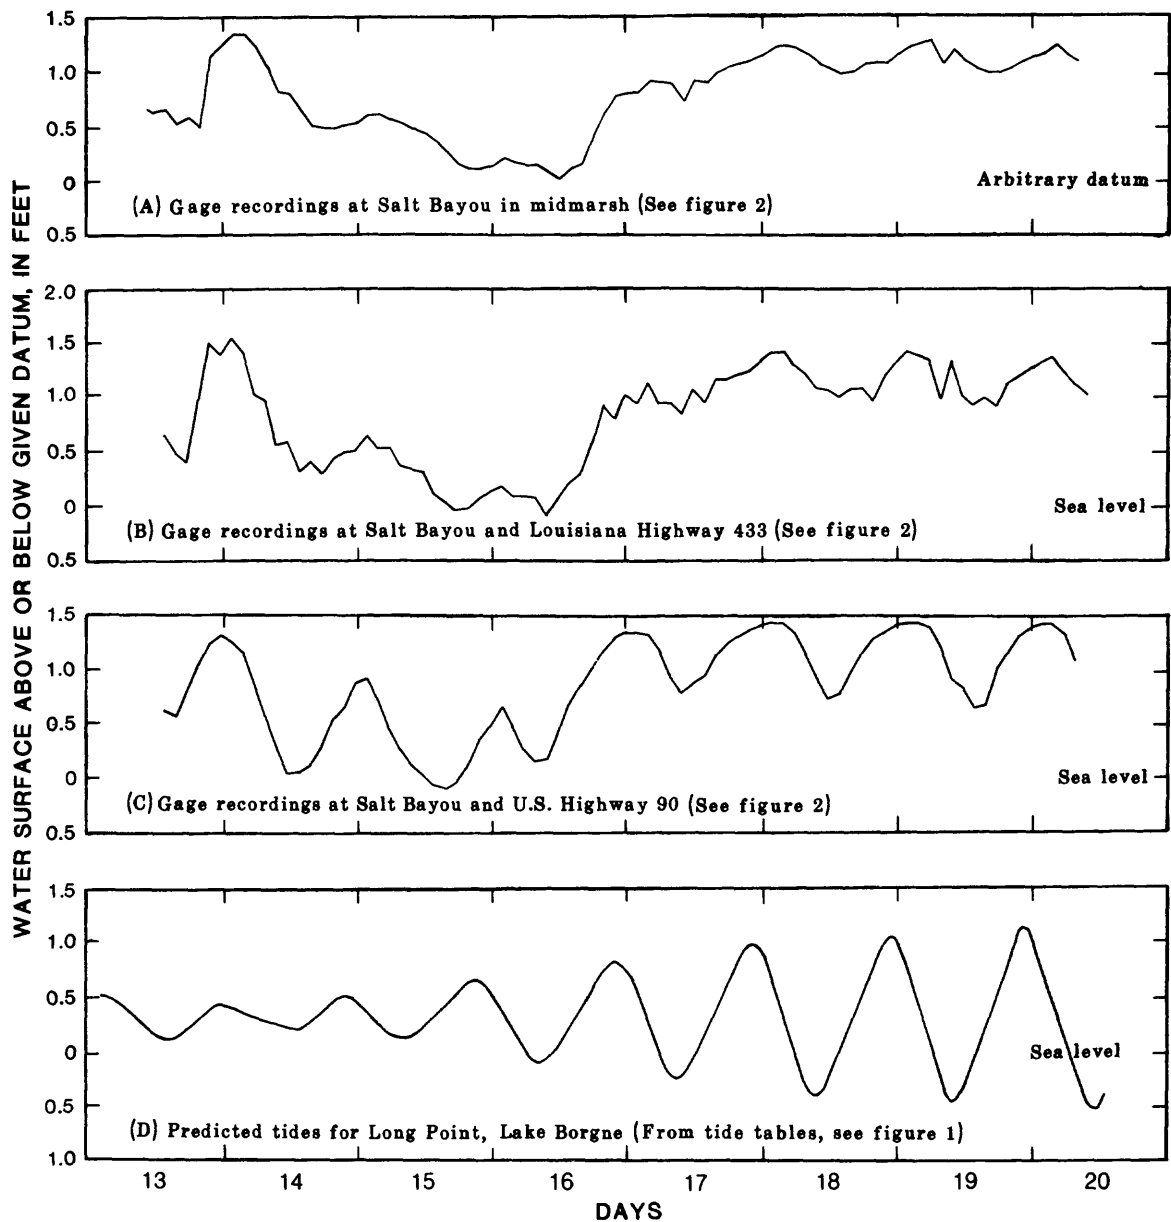 WATER SURFACE ABOVE OR BELOW GIVEN DATUM, IN FEET
1.5
1.0
0.5
0
0.5
Arbitrary datum
(A) Gage recordings at Salt Bayou in midmarsh (See figure 2)
2.0
1.5
1.0
0.5
0
0.5
Sea level
(B) Gage recordings at Salt Bayou and Louisiana Highway 433 (See figure 2)
1.5
1.0
0.5
0
0.5
Sea level
(C) Gage recordings at Salt Bayou and U.S. Highway 90 (See figure 2)
1.5
1.0
0.5
0
0.5
1.0
Sea level
(D) Predicted tides for Long Point, Lake Borgne (From tide tables, see figure 1)
13 14 15 16 17 18 19 20
DAYS